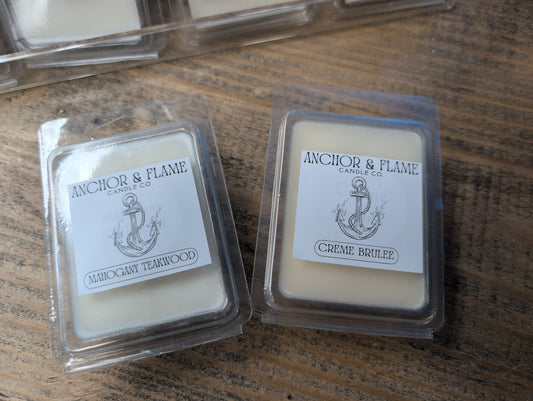 ANCHOR & FLAME
CANDLE CO.
MAHOGANY TEAKWOOD
ANCHOR & FLAME
CANDLE CO.
CREME BRULEE